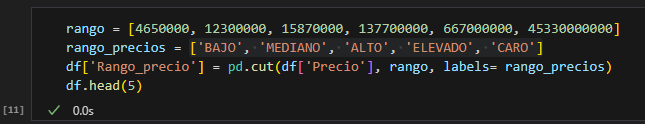 rango = [4650000, 12300000, 15870000, 137700000, 667000000, 45330000000]
rango_precios = ['BAJO', 'MEDIANO', 'ALTO', 'ELEVADO', 'CARO']
df['Rango_precio'] = pd.cut(df['Precio'], rango, labels= rango_precios)
df.head(5)
[11] ✓ 0.0s